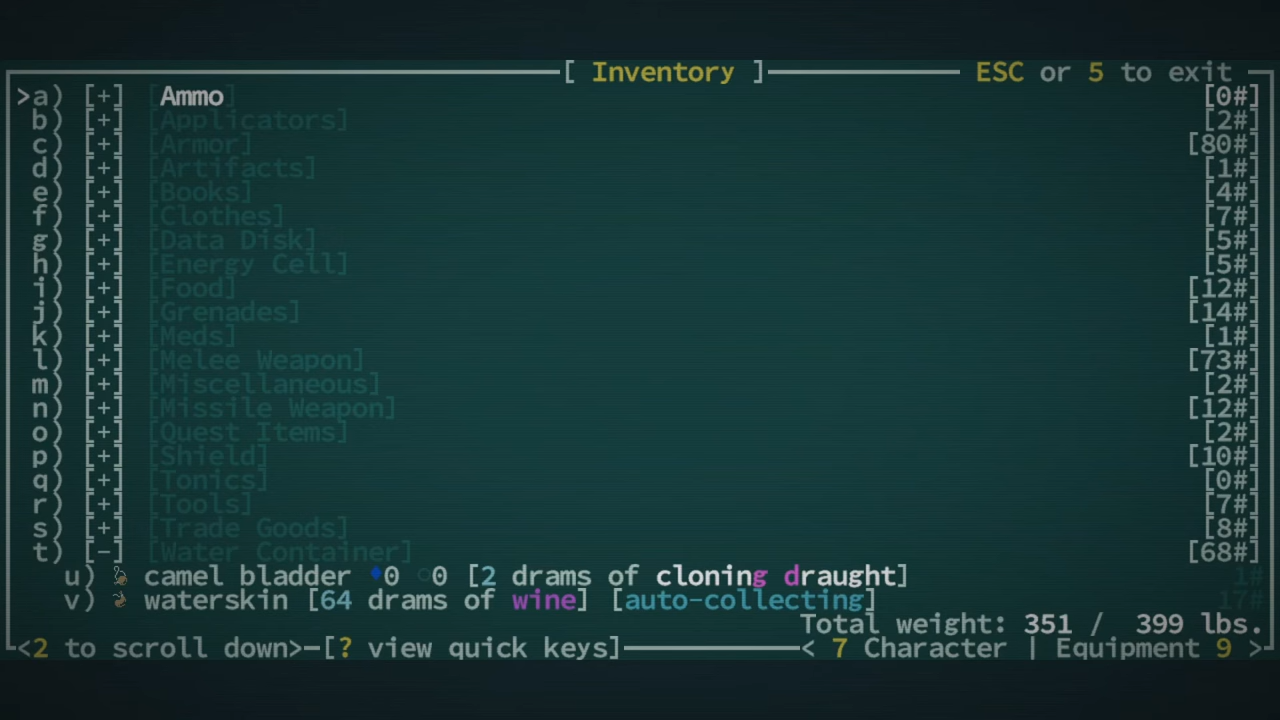 [ Inventory ] ESC or 5 to exit
>a) [+] [Ammo] [0#]
b) [+] [Applicators] [2#]
c) [+] [Armor] [80#]
d) [+] [Artifacts] [1#]
e) [+] [Books] [4#]
f) [+] [Clothes] [7#]
g) [+] [Data Disk] [5#]
h) [+] [Energy Cell] [5#]
i) [+] [Food] [12#]
j) [+] [Grenades] [14#]
k) [+] [Meds] [1#]
l) [+] [Melee Weapon] [73#]
m) [+] [Miscellaneous] [2#]
n) [+] [Missile Weapon] [12#]
o) [+] [Quest Items] [2#]
p) [+] [Shield] [10#]
q) [+] [Tonics] [0#]
r) [+] [Tools] [7#]
s) [+] [Trade Goods] [8#]
t) [-] [Water Container] [68#]
u) camel bladder ♦0 ○0 [2 drams of cloning draught] 1#
v) waterskin [64 drams of wine] [auto-collecting] 17#
Total weight: 351 / 399 lbs.
<2 to scroll down> [? view quick keys] < 7 Character | Equipment 9 >